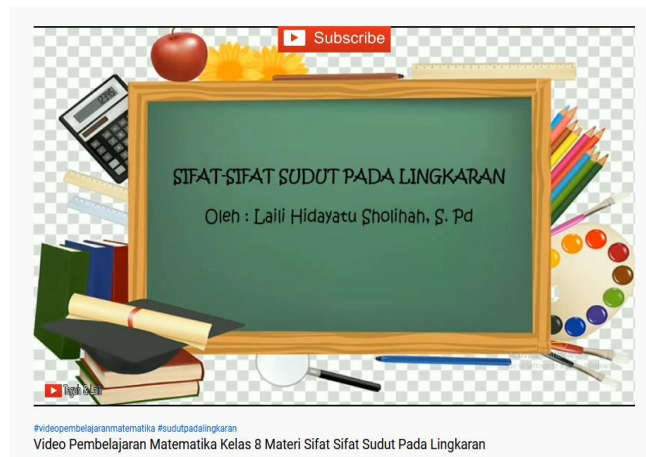 Subscribe
SIFAT-SIFAT SUDUT PADA LINGKARAN
Oleh : Laili Hidayatu Sholihah, S. Pd
#videopembelajaranmatematika #sudutpadalingkaran
Video Pembelajaran Matematika Kelas 8 Materi Sifat Sifat Sudut Pada Lingkaran